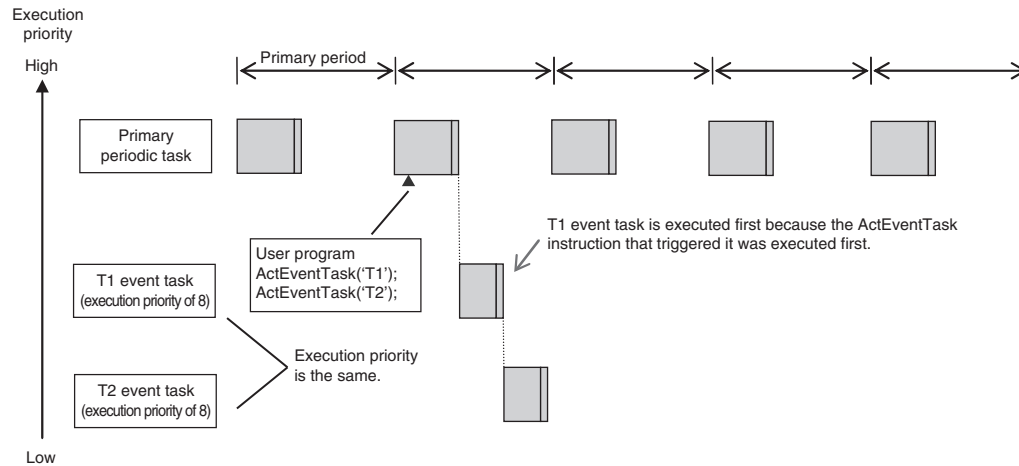 Execution
priority
High
Primary period
Primary
periodic task
User program
ActEventTask(‘T1’);
ActEventTask(‘T2’);
T1 event task is executed first because the ActEventTask
instruction that triggered it was executed first.
T1 event task
(execution priority of 8)
Execution priority
is the same.
T2 event task
(execution priority of 8)
Low